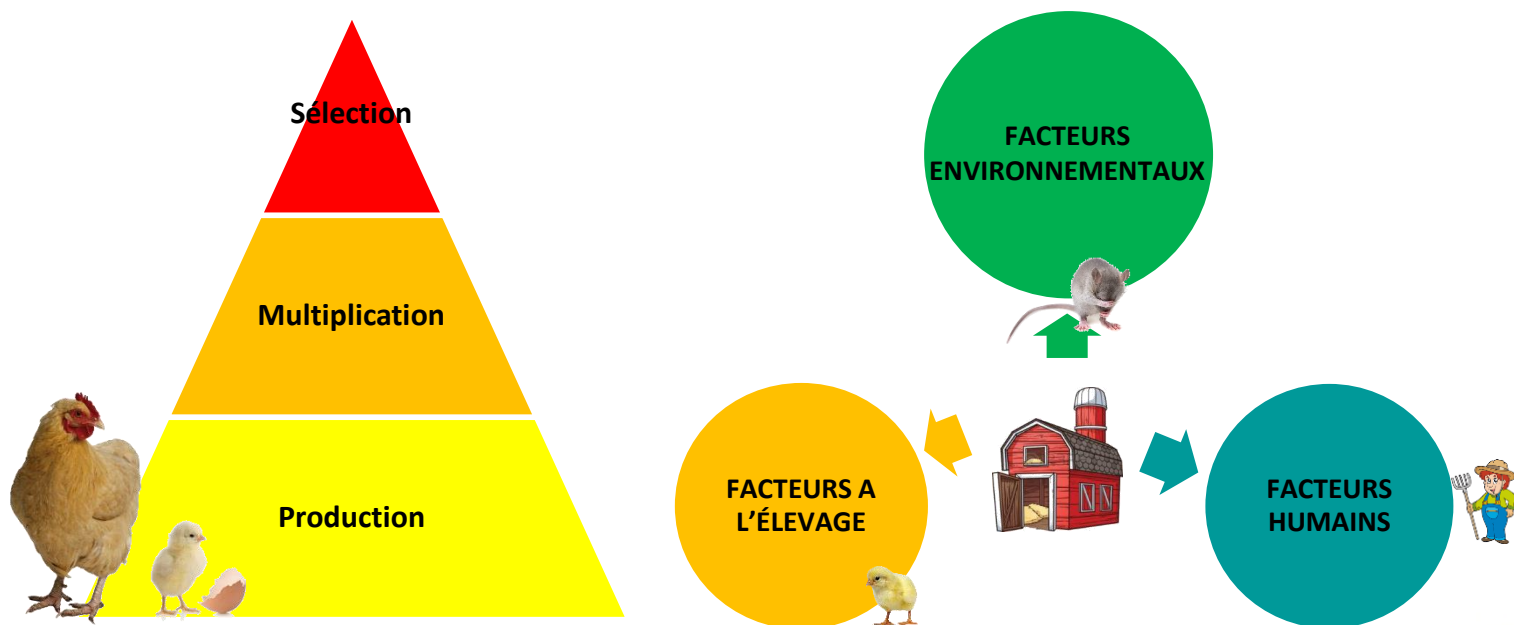 Sélection
Multiplication
Production
FACTEURS
ENVIRONNEMENTAUX
FACTEURS A
L'ÉLEVAGE
FACTEURS
HUMAINS